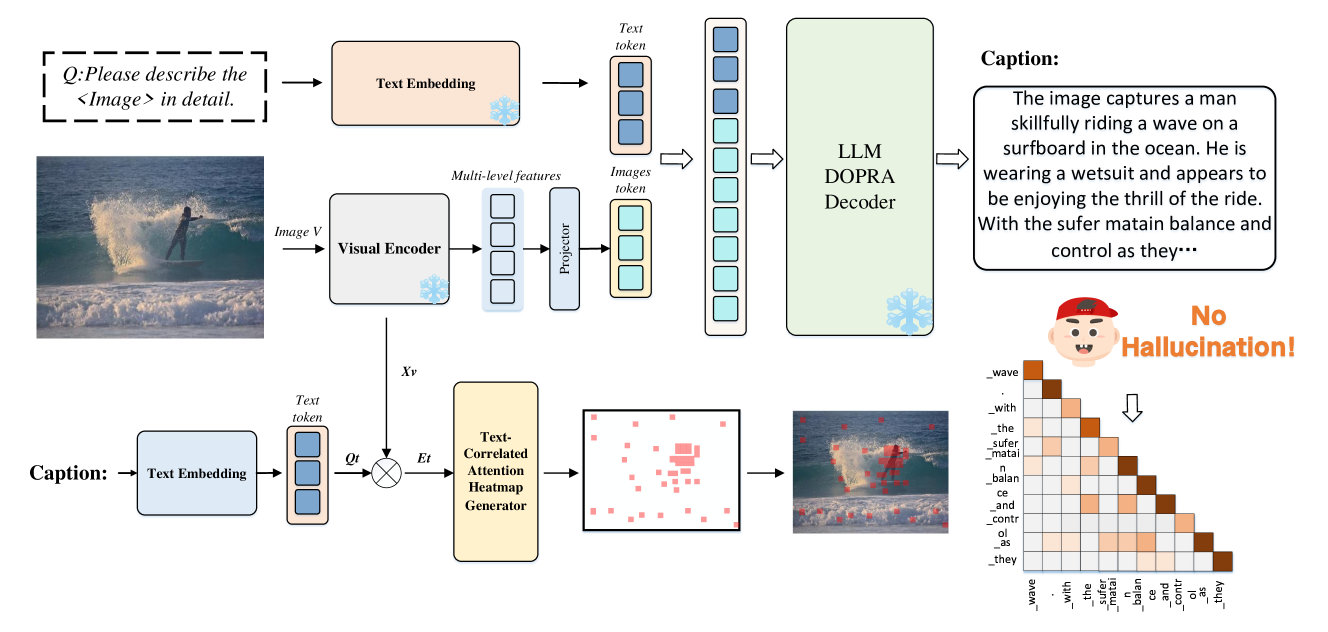 Q:Please describe the
<Image> in detail.
Text Embedding
Text
token
Image V
Visual Encoder
Multi-level features
Projector
Images
token
LLM
DOPRA
Decoder
Caption:
The image captures a man
skillfully riding a wave on a
surfboard in the ocean. He is
wearing a wetsuit and appears to
be enjoying the thrill of the ride.
With the sufer matain balance and
control as they···
No
Hallucination!
Xv
Caption:
Text Embedding
Text
token
Qt
Et
Text-
Correlated
Attention
Heatmap
Generator
_wave
.
_with
_the
_sufer
_matai
n
_balan
ce
_and
_contr
ol
_as
_they
_wave
.
_with
_the
_sufer
_matai
n
_balan
ce
_and
_contr
ol
_as
_they